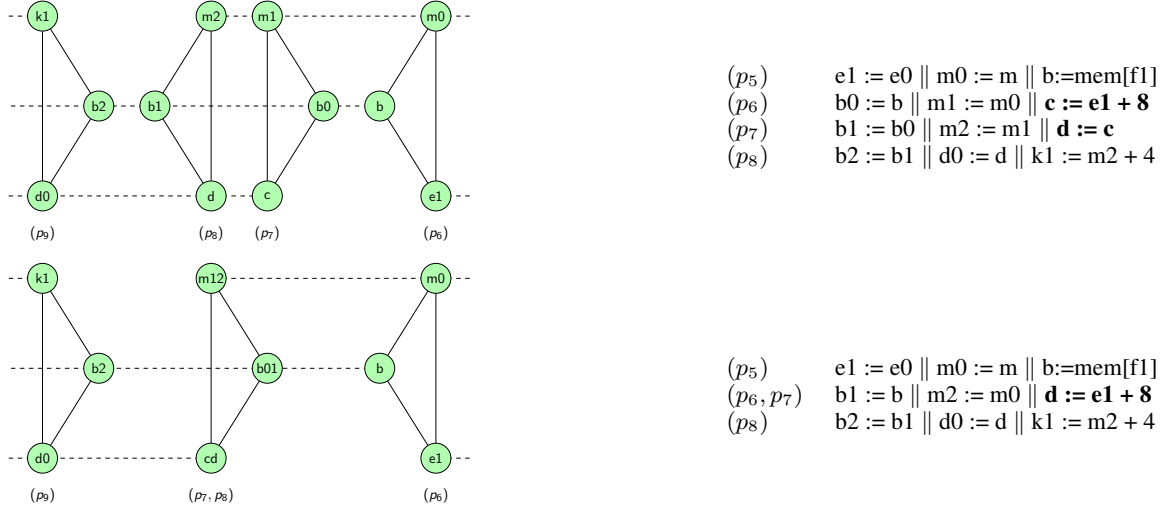 k1 m2 m1 m0
b2 b1 b0 b
d0 d c e1
(p₉) (p₈) (p₇) (p₆)
(p₅) e1 := e0 ∥ m0 := m ∥ b:=mem[f1]
(p₆) b0 := b ∥ m1 := m0 ∥ c := e1 + 8
(p₇) b1 := b0 ∥ m2 := m1 ∥ d := c
(p₈) b2 := b1 ∥ d0 := d ∥ k1 := m2 + 4
k1 m12 m0
b2 b01 b
d0 cd e1
(p₉) (p₇, p₈) (p₆)
(p₅) e1 := e0 ∥ m0 := m ∥ b:=mem[f1]
(p₆, p₇) b1 := b ∥ m2 := m0 ∥ d := e1 + 8
(p₈) b2 := b1 ∥ d0 := d ∥ k1 := m2 + 4